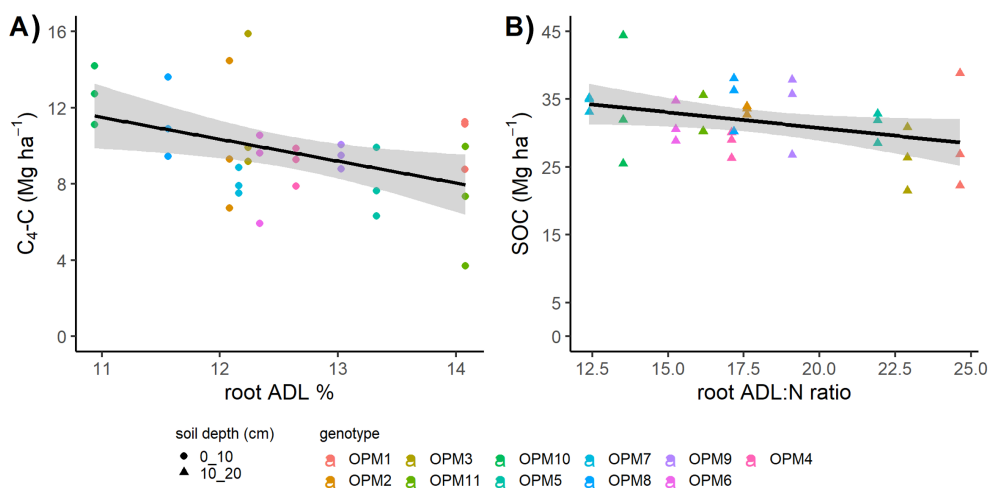 A)
C₄-C (Mg ha⁻¹)
16
12
8
4
0
11 12 13 14
root ADL %
B)
SOC (Mg ha⁻¹)
45
35
25
15
5
0
12.5 15.0 17.5 20.0 22.5 25.0
root ADL:N ratio
soil depth (cm)
0_10
10_20
genotype
a OPM1 a OPM3 a OPM10 a OPM7 a OPM9 a OPM4
a OPM2 a OPM11 a OPM5 a OPM8 a OPM6